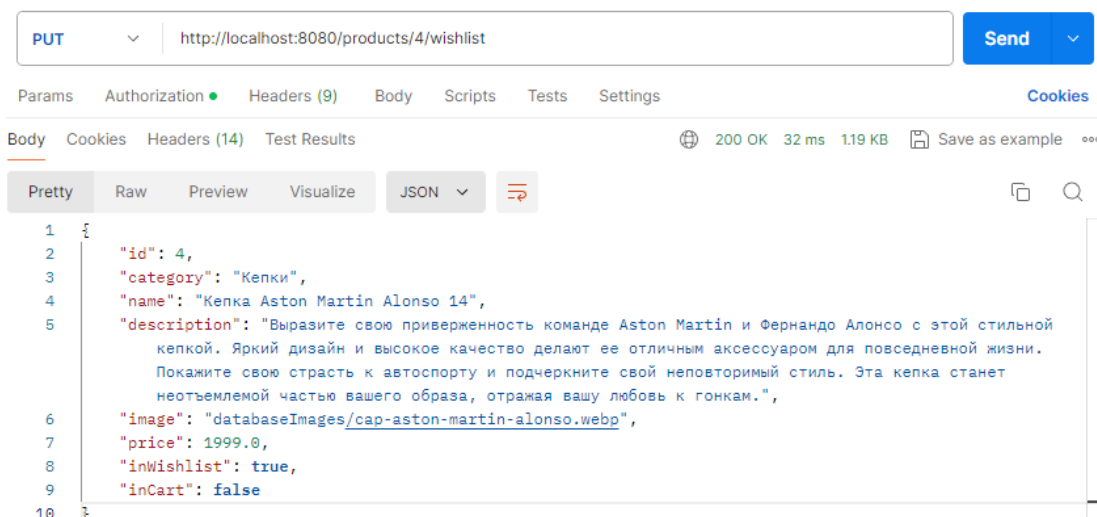 PUT http://localhost:8080/products/4/wishlist Send
Params Authorization Headers (9) Body Scripts Tests Settings Cookies
Body Cookies Headers (14) Test Results 200 OK 32 ms 1.19 KB Save as example
Pretty Raw Preview Visualize JSON
1 {
2 "id": 4,
3 "category": "Кепки",
4 "name": "Кепка Aston Martin Alonso 14",
5 "description": "Выразите свою приверженность команде Aston Martin и Фернандо Алонсо с этой стильной
кепкой. Яркий дизайн и высокое качество делают ее отличным аксессуаром для повседневной жизни.
Покажите свою страсть к автоспорту и подчеркните свой неповторимый стиль. Эта кепка станет
неотъемлемой частью вашего образа, отражая вашу любовь к гонкам.",
6 "image": "databaseImages/cap-aston-martin-alonso.webp",
7 "price": 1999.0,
8 "inWishlist": true,
9 "inCart": false
10 }